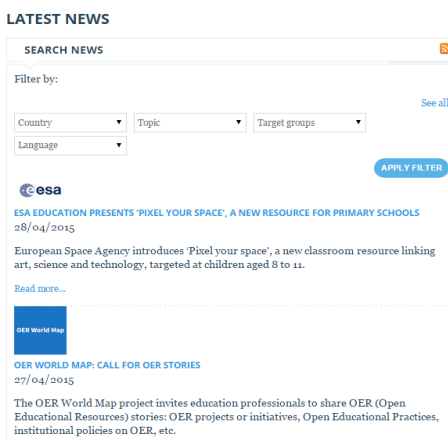 LATEST NEWS
SEARCH NEWS
Filter by:
See all
Country
Topic
Target groups
Language
APPLY FILTER
esa
ESA EDUCATION PRESENTS ‘PIXEL YOUR SPACE’, A NEW RESOURCE FOR PRIMARY SCHOOLS
28/04/2015
European Space Agency introduces ‘Pixel your space’, a new classroom resource linking
art, science and technology, targeted at children aged 8 to 11.
Read more...
OER World Map
OER WORLD MAP: CALL FOR OER STORIES
27/04/2015
The OER World Map project invites education professionals to share OER (Open
Educational Resources) stories: OER projects or initiatives, Open Educational Practices,
institutional policies on OER, etc.